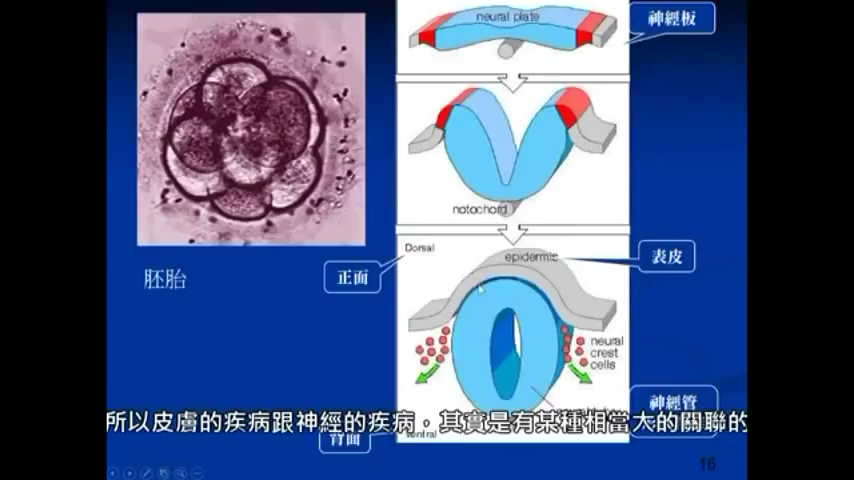 neural plate
神經板
notochord
Dorsal
epidermis
表皮
正面
胚胎
neural
crest
cells
神經管
所以皮膚的疾病跟神經的疾病，其實是有某種相當大的關聯的
背面
ventral
16